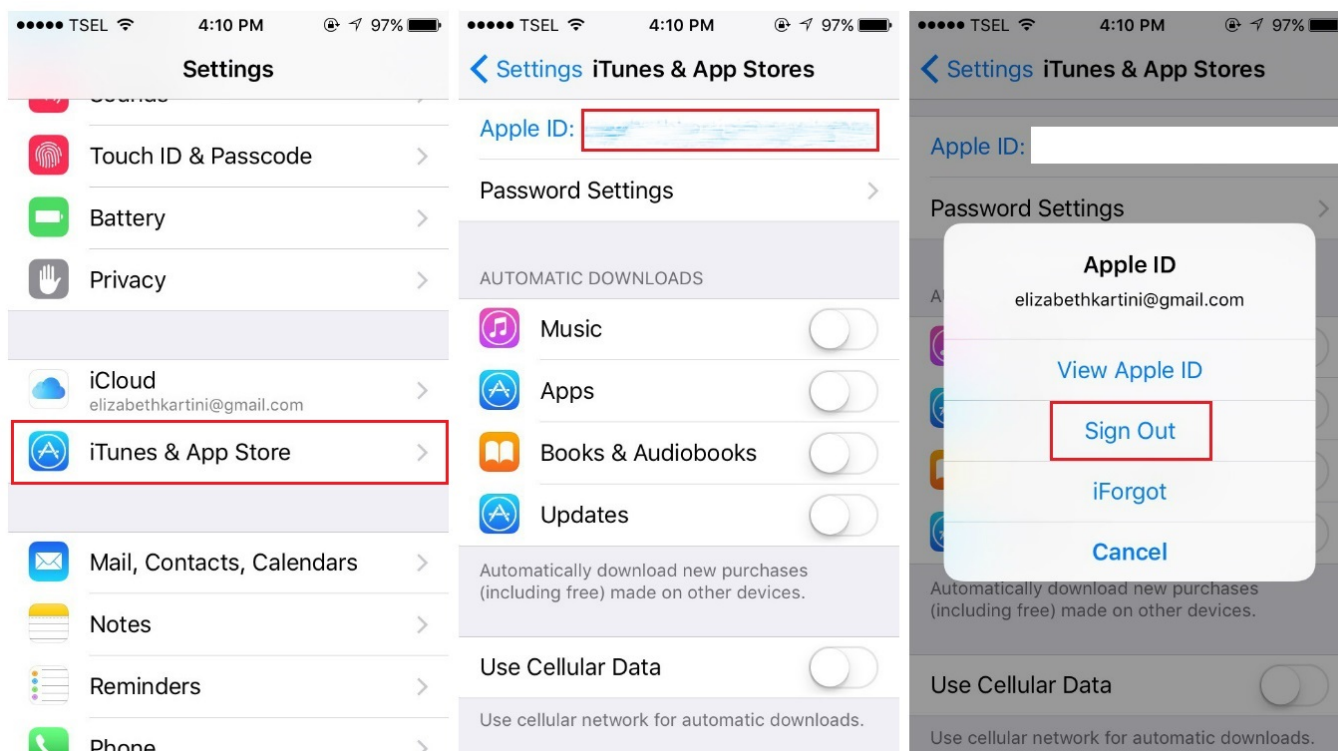 TSEL 4:10 PM 97%
Settings
Sounds
Touch ID & Passcode
Battery
Privacy
iCloud
elizabethkartini@gmail.com
iTunes & App Store
Mail, Contacts, Calendars
Notes
Reminders
Phone
TSEL 4:10 PM 97%
Settings iTunes & App Stores
Apple ID:
Password Settings
AUTOMATIC DOWNLOADS
Music
Apps
Books & Audiobooks
Updates
Automatically download new purchases
(including free) made on other devices.
Use Cellular Data
Use cellular network for automatic downloads.
TSEL 4:10 PM 97%
Settings iTunes & App Stores
Apple ID:
Password Settings
Apple ID
elizabethkartini@gmail.com
View Apple ID
Sign Out
iForgot
Cancel
Automatically download new purchases
(including free) made on other devices.
Use Cellular Data
Use cellular network for automatic downloads.